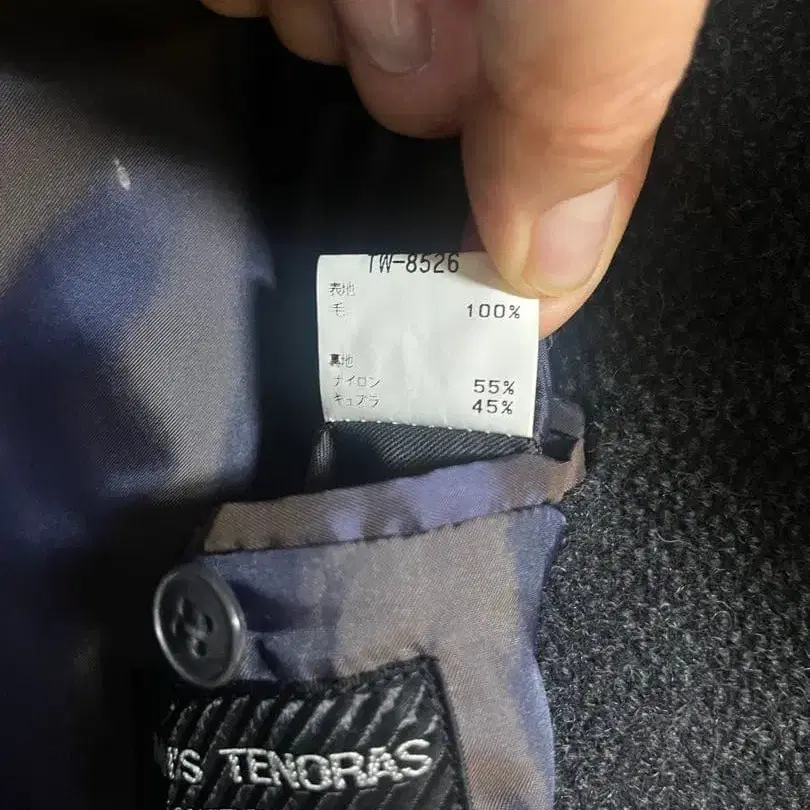 TW-8526
表地
毛 100%
裏地
ナイロン 55%
キュプラ 45%
TENORAS